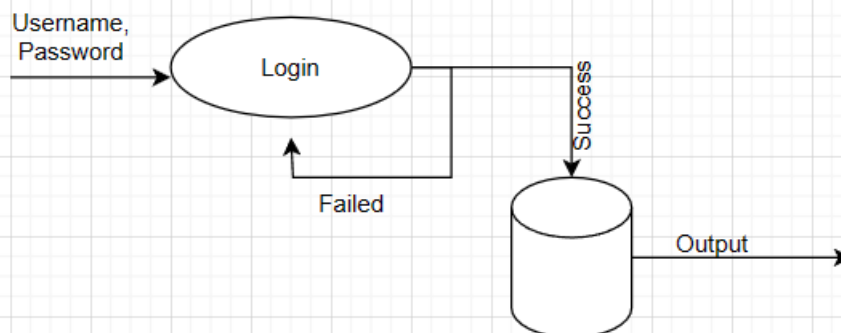 Username,
Password
Login
Success
Failed
Output